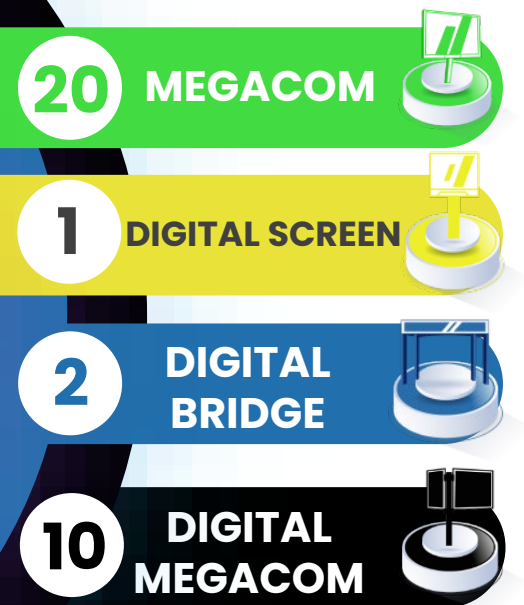 20 MEGACOM
1 DIGITAL SCREEN
2 DIGITAL
BRIDGE
10 DIGITAL
MEGACOM